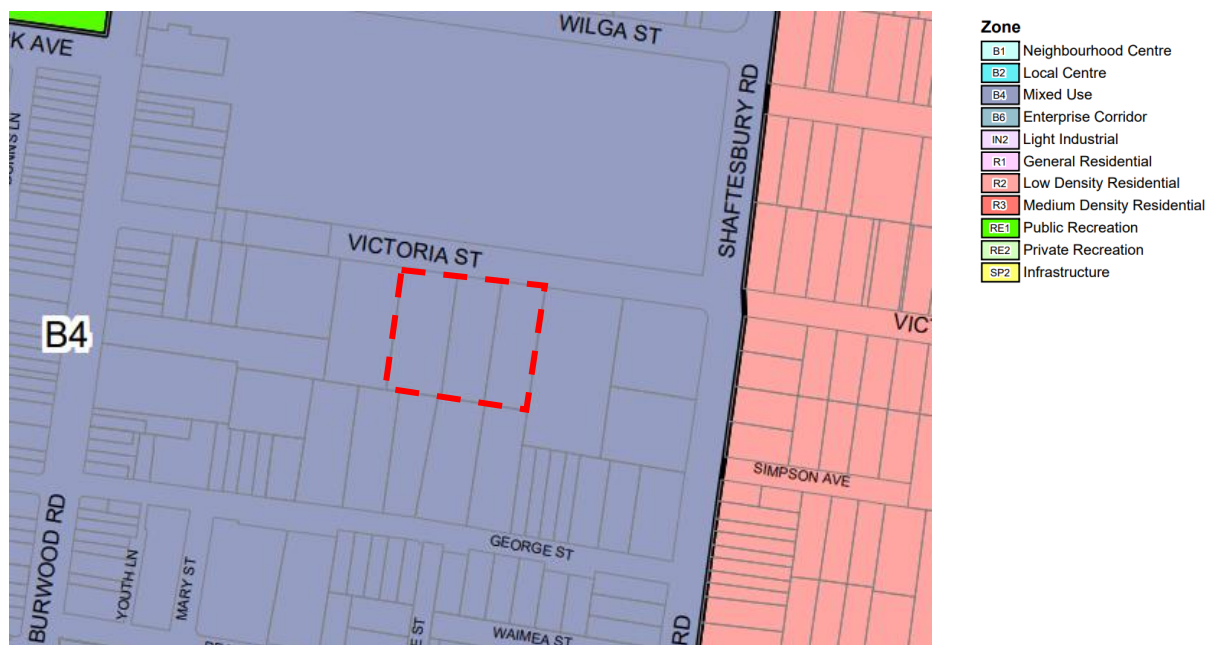 WILGA ST
K AVE
SHAFTESBURY RD
VICTORIA ST
B4
VIC
SIMPSON AVE
GEORGE ST
BURWOOD RD
YOUTH LN
MARY ST
E ST
WAIMEA ST
RD
Zone
B1 Neighbourhood Centre
B2 Local Centre
B4 Mixed Use
B6 Enterprise Corridor
IN2 Light Industrial
R1 General Residential
R2 Low Density Residential
R3 Medium Density Residential
RE1 Public Recreation
RE2 Private Recreation
SP2 Infrastructure